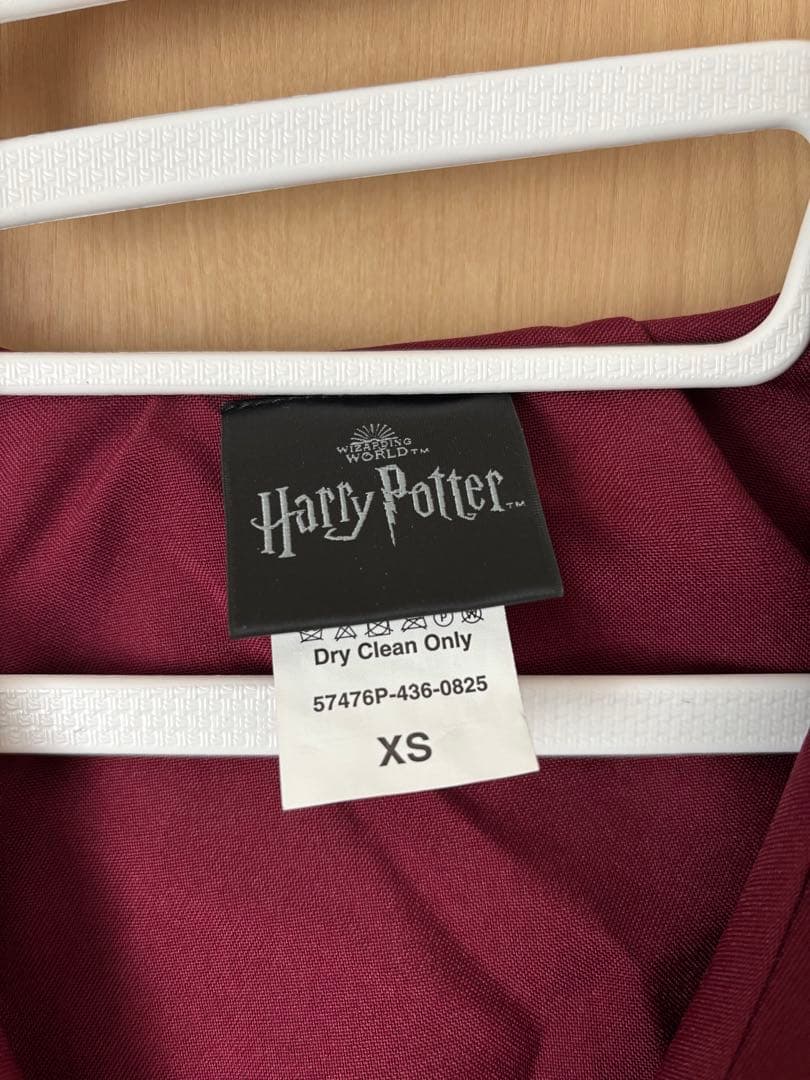 WIZARDING
WORLD™
Harry Potter™
Dry Clean Only
57476P-436-0825
XS